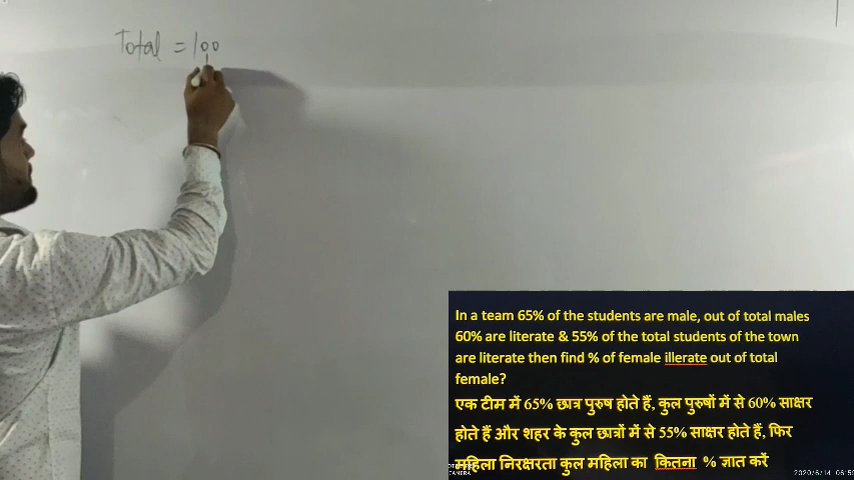 Total = 100
In a team 65% of the students are male, out of total males
60% are literate & 55% of the total students of the town
are literate then find % of female illerate out of total
female?
एक टीम में 65% छात्र पुरुष होते हैं, कुल पुरुषों में से 60% साक्षर
होते हैं और शहर के कुल छात्रों में से 55% साक्षर होते हैं, फिर
महिला निरक्षरता कुल महिला का कितना % ज्ञात करें